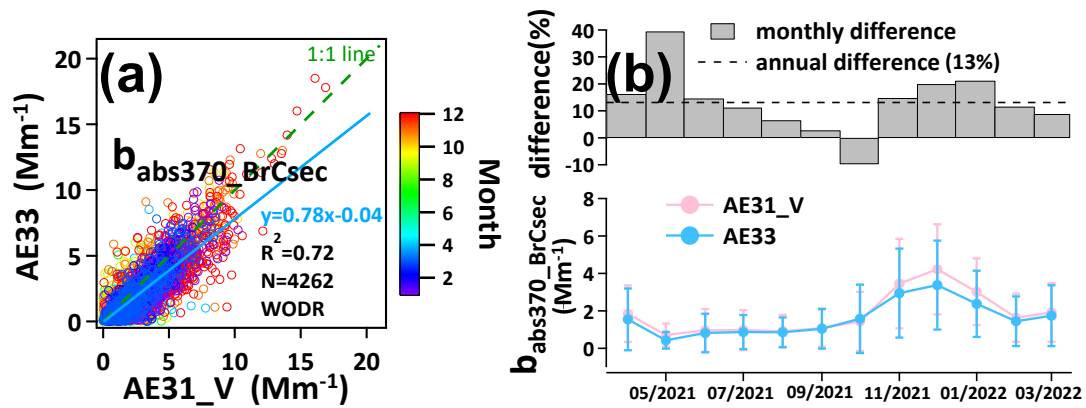 (a)
1:1 line
20
15
10
5
0
AE33 (Mm⁻¹)
b abs370_BrCsec
y=0.78x-0.04
R²=0.72
N=4262
WODR
0 5 10 15 20
AE31_V (Mm⁻¹)
12
10
8
6
4
2
Month
(b)
monthly difference
annual difference (13%)
40
30
20
10
0
-10
difference(%)
AE31_V
AE33
8
6
4
2
0
b abs370_BrCsec
(Mm⁻¹)
05/2021 07/2021 09/2021 11/2021 01/2022 03/2022